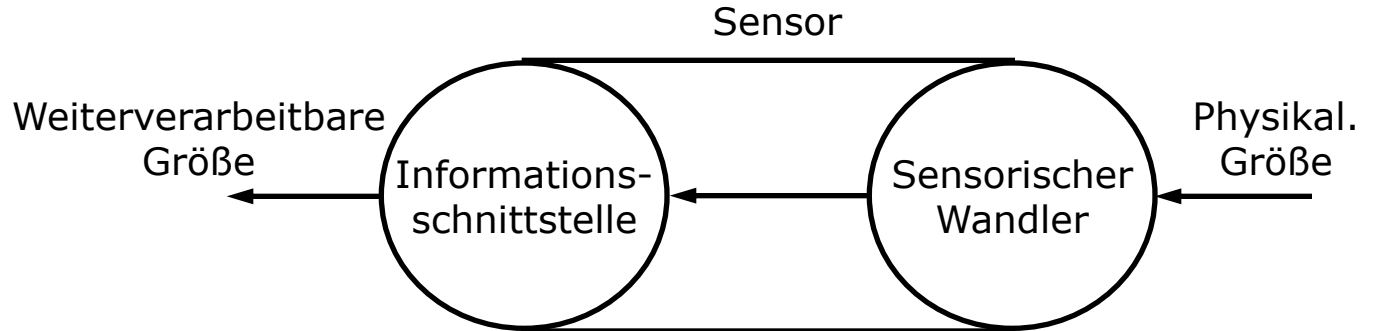 Sensor
Weiterverarbeitbare
Größe
Informations-
schnittstelle
Sensorischer
Wandler
Physikal.
Größe